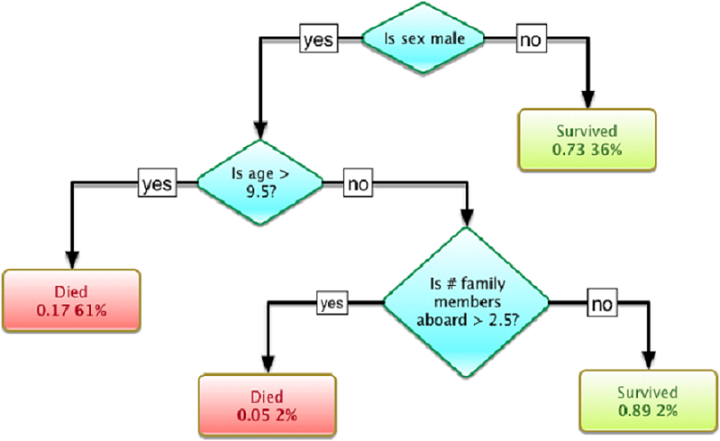 yes
Is sex male
no
Survived
0.73 36%
yes
Is age >
9.5?
no
Died
0.17 61%
yes
Is # family
members
aboard > 2.5?
no
Died
0.05 2%
Survived
0.89 2%